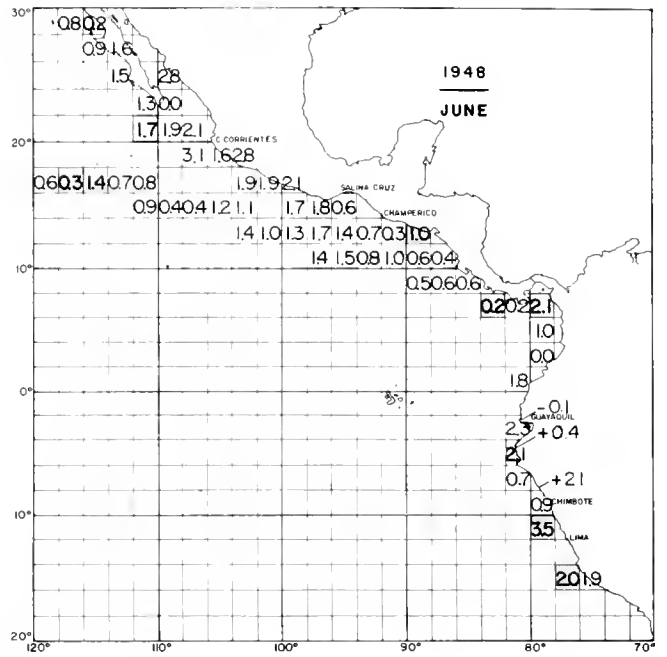 30°
0.8 0.2
0.9 1.6
1948
1.5 2.8
JUNE
1.3 0.0
1.7 1.9 2.1
20°
C. CORRIENTES
3.1 1.6 2.8
0.6 0.3 1.4 0.7 0.8 1.9 1.9 2.1
SALINA CRUZ
0.9 0.4 0.4 1.2 1.1 1.7 1.8 0.6
CHAMPERICO
1.4 1.0 1.3 1.7 1.4 0.7 0.3 1.0
1.4 1.5 0.8 1.0 0.6 0.4
10°
0.5 0.6 0.6
0.2 0.2 2.1
1.0
0.0
1.8
0°
-0.1
GUAYAQUIL
2.3 +0.4
2.1
0.7 +2.1
0.9 CHIMBOTE
10°
3.5
LIMA
2.0 1.9
20°
120° 110° 100° 90° 80° 70°